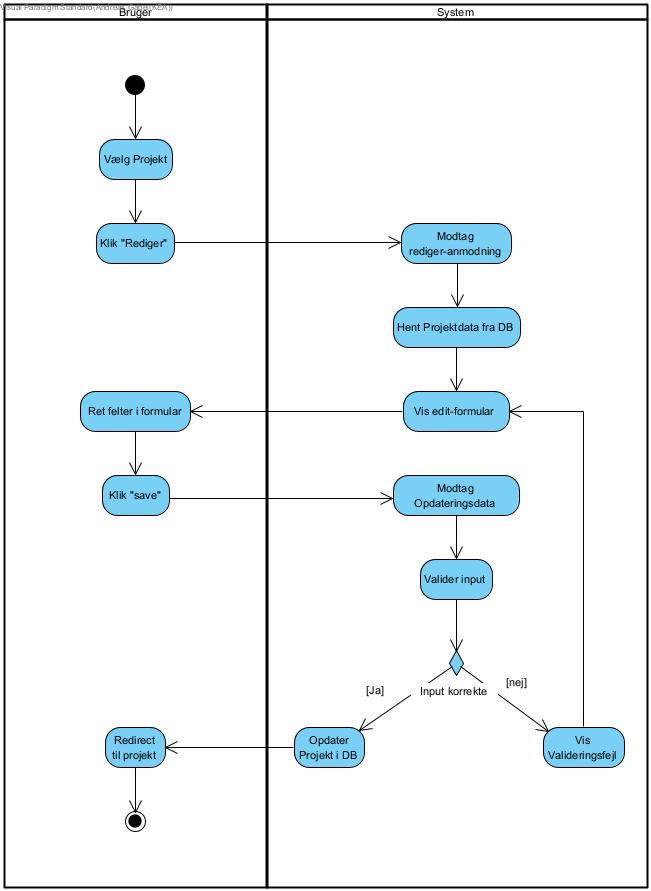 Visual Paradigm Standard(Andreas Gabel(KEA))
Bruger
System
Vælg Projekt
Klik "Rediger"
Modtag
rediger-anmodning
Hent Projektdata fra DB
Ret felter i formular
Vis edit-formular
Klik "save"
Modtag
Opdateringsdata
Valider input
[Ja]
Input korrekte
[nej]
Redirect
til projekt
Opdater
Projekt i DB
Vis
Valideringsfejl